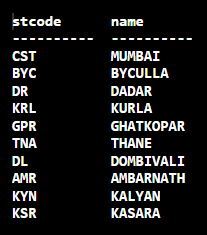 stcode name
---------- ----------
CST MUMBAI
BYC BYCULLA
DR DADAR
KRL KURLA
GPR GHATKOPAR
TNA THANE
DL DOMBIVALI
AMR AMBARNATH
KYN KALYAN
KSR KASARA